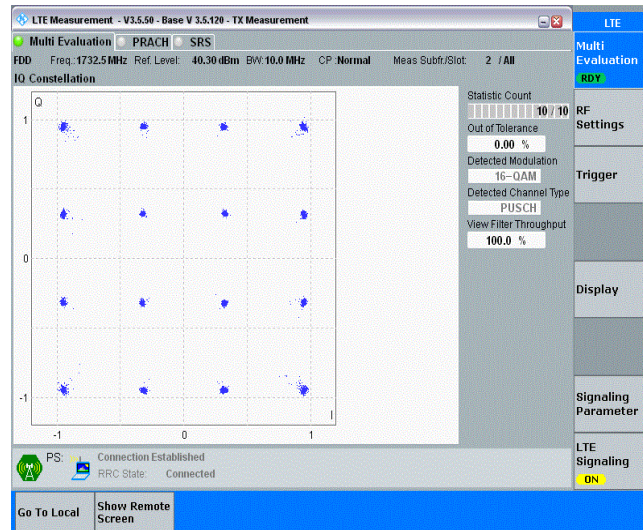 LTE Measurement - V3.5.50 - Base V 3.5.120 - TX Measurement
LTE
Multi Evaluation PRACH SRS
Multi
Evaluation
RDY
FDD Freq.:1732.5 MHz Ref. Level: 40.30 dBm BW:10.0 MHz CP :Normal Meas Subfr./Slot: 2 / All
IQ Constellation
Statistic Count
10 / 10
Out of Tolerance
0.00 %
Detected Modulation
16-QAM
Detected Channel Type
PUSCH
View Filter Throughput
100.0 %
Q
1
0
-1
I
-1 0 1
RF
Settings
Trigger
Display
Signaling
Parameter
LTE
Signaling
ON
PS: Connection Established
RRC State: Connected
Go To Local
Show Remote
Screen